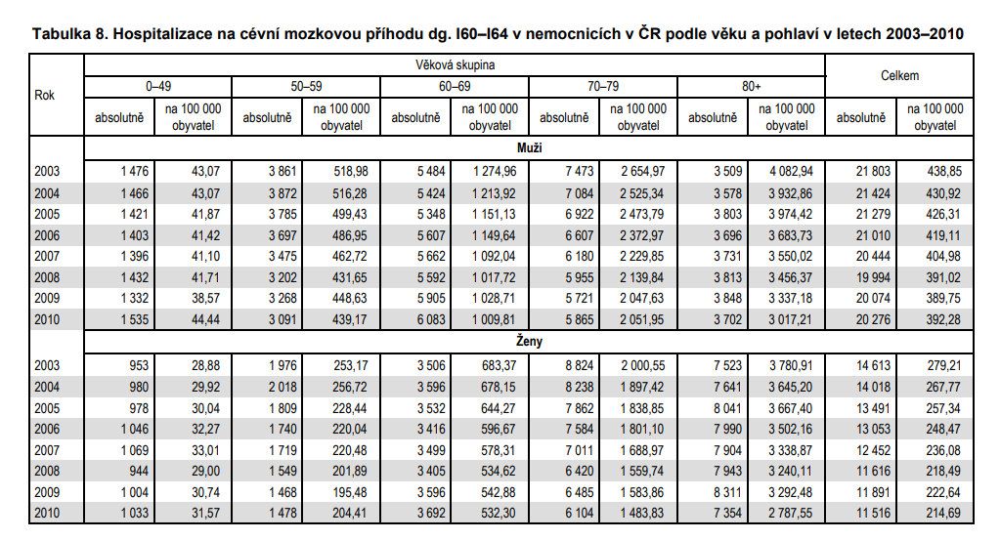 Tabulka 8. Hospitalizace na cévní mozkovou příhodu dg. I60–I64 v nemocnicích v ČR podle věku a pohlaví v letech 2003–2010
Rok Věková skupina Celkem
0–49 50–59 60–69 70–79 80+
absolutně na 100 000 obyvatel absolutně na 100 000 obyvatel absolutně na 100 000 obyvatel absolutně na 100 000 obyvatel absolutně na 100 000 obyvatel absolutně na 100 000 obyvatel
Muži
2003 1 476 43,07 3 861 518,98 5 484 1 274,96 7 473 2 654,97 3 509 4 082,94 21 803 438,85
2004 1 466 43,07 3 872 516,28 5 424 1 213,92 7 084 2 525,34 3 578 3 932,86 21 424 430,92
2005 1 421 41,87 3 785 499,43 5 348 1 151,13 6 922 2 473,79 3 803 3 974,42 21 279 426,31
2006 1 403 41,42 3 697 486,95 5 607 1 149,64 6 607 2 372,97 3 696 3 683,73 21 010 419,11
2007 1 396 41,10 3 475 462,72 5 662 1 092,04 6 180 2 229,85 3 731 3 550,02 20 444 404,98
2008 1 432 41,71 3 202 431,65 5 592 1 017,72 5 955 2 139,84 3 813 3 456,37 19 994 391,02
2009 1 332 38,57 3 268 448,63 5 905 1 028,71 5 721 2 047,63 3 848 3 337,18 20 074 389,75
2010 1 535 44,44 3 091 439,17 6 083 1 009,81 5 865 2 051,95 3 702 3 017,21 20 276 392,28
Ženy
2003 953 28,88 1 976 253,17 3 506 683,37 8 824 2 000,55 7 523 3 780,91 14 613 279,21
2004 980 29,92 2 018 256,72 3 596 678,15 8 238 1 897,42 7 641 3 645,20 14 018 267,77
2005 978 30,04 1 809 228,44 3 532 644,27 7 862 1 838,85 8 041 3 667,40 13 491 257,34
2006 1 046 32,27 1 740 220,04 3 416 596,67 7 584 1 801,10 7 990 3 502,16 13 053 248,47
2007 1 069 33,01 1 719 220,48 3 499 578,31 7 011 1 688,97 7 904 3 338,87 12 452 236,08
2008 944 29,00 1 549 201,89 3 405 534,62 6 420 1 559,74 7 943 3 240,11 11 616 218,49
2009 1 004 30,74 1 468 195,48 3 596 542,88 6 485 1 583,86 8 311 3 292,48 11 891 222,64
2010 1 033 31,57 1 478 204,41 3 692 532,30 6 104 1 483,83 7 354 2 787,55 11 516 214,69